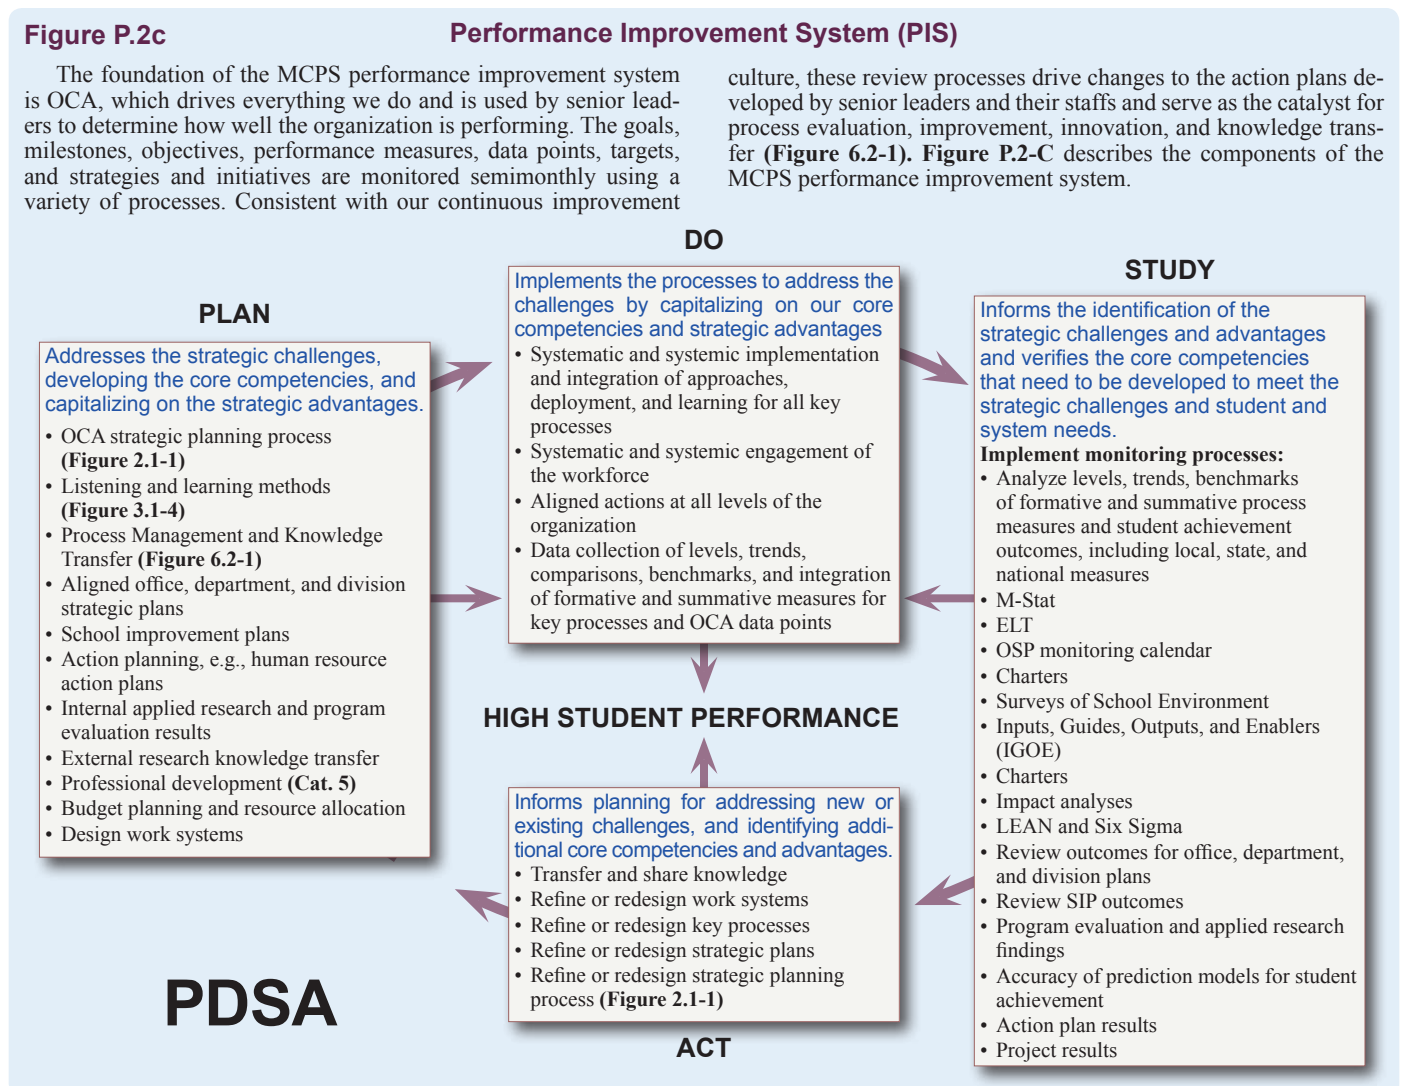 Figure P.2c
Performance Improvement System (PIS)
The foundation of the MCPS performance improvement system
is OCA, which drives everything we do and is used by senior lead-
ers to determine how well the organization is performing. The goals,
milestones, objectives, performance measures, data points, targets,
and strategies and initiatives are monitored semimonthly using a
variety of processes. Consistent with our continuous improvement
culture, these review processes drive changes to the action plans de-
veloped by senior leaders and their staffs and serve as the catalyst for
process evaluation, improvement, innovation, and knowledge trans-
fer (Figure 6.2-1). Figure P.2-C describes the components of the
MCPS performance improvement system.
PLAN
Addresses the strategic challenges,
developing the core competencies, and
capitalizing on the strategic advantages.
• OCA strategic planning process
(Figure 2.1-1)
• Listening and learning methods
(Figure 3.1-4)
• Process Management and Knowledge
Transfer (Figure 6.2-1)
• Aligned office, department, and division
strategic plans
• School improvement plans
• Action planning, e.g., human resource
action plans
• Internal applied research and program
evaluation results
• External research knowledge transfer
• Professional development (Cat. 5)
• Budget planning and resource allocation
• Design work systems
DO
Implements the processes to address the
challenges by capitalizing on our core
competencies and strategic advantages
• Systematic and systemic implementation
and integration of approaches,
deployment, and learning for all key
processes
• Systematic and systemic engagement of
the workforce
• Aligned actions at all levels of the
organization
• Data collection of levels, trends,
comparisons, benchmarks, and integration
of formative and summative measures for
key processes and OCA data points
STUDY
Informs the identification of the
strategic challenges and advantages
and verifies the core competencies
that need to be developed to meet the
strategic challenges and student and
system needs.
Implement monitoring processes:
• Analyze levels, trends, benchmarks
of formative and summative process
measures and student achievement
outcomes, including local, state, and
national measures
• M-Stat
• ELT
• OSP monitoring calendar
• Charters
• Surveys of School Environment
• Inputs, Guides, Outputs, and Enablers
(IGOE)
• Charters
• Impact analyses
• LEAN and Six Sigma
• Review outcomes for office, department,
and division plans
• Review SIP outcomes
• Program evaluation and applied research
findings
• Accuracy of prediction models for student
achievement
• Action plan results
• Project results
HIGH STUDENT PERFORMANCE
Informs planning for addressing new or
existing challenges, and identifying addi-
tional core competencies and advantages.
• Transfer and share knowledge
• Refine or redesign work systems
• Refine or redesign key processes
• Refine or redesign strategic plans
• Refine or redesign strategic planning
process (Figure 2.1-1)
ACT
PDSA